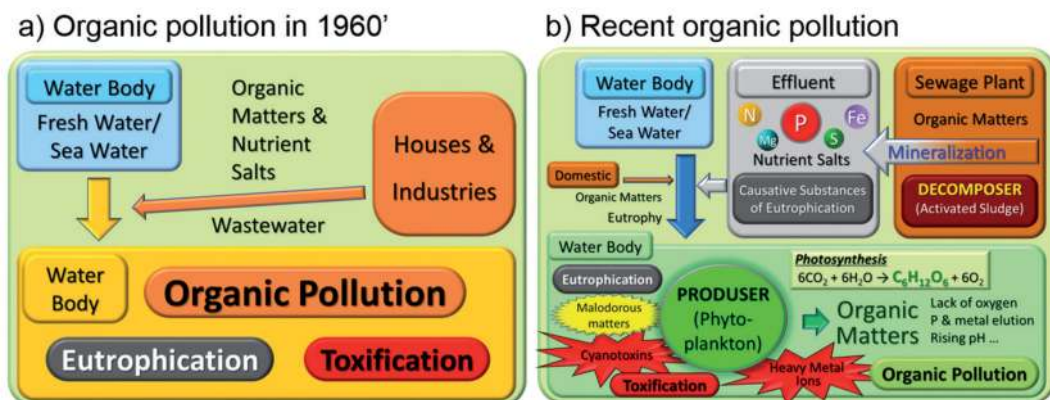 a) Organic pollution in 1960'
Water Body
Fresh Water/
Sea Water
Organic
Matters &
Nutrient
Salts
Houses &
Industries
Wastewater
Water
Body
Organic Pollution
Eutrophication
Toxification
b) Recent organic pollution
Water Body
Fresh Water/
Sea Water
Effluent
N
P
Fe
Mg
S
Nutrient Salts
Causative Substances
of Eutrophication
Sewage Plant
Organic Matters
Mineralization
DECOMPOSER
(Activated Sludge)
Domestic
Organic Matters
Eutrophy
Water Body
Eutrophication
Malodorous
matters
Cyanotoxins
Toxification
PRODUSER
(Phyto-
plankton)
Heavy Metal
Ions
Photosynthesis
6CO₂ + 6H₂O → C₆H₁₂O₆ + 6O₂
Organic
Matters
Lack of oxygen
P & metal elution
Rising pH ...
Organic Pollution